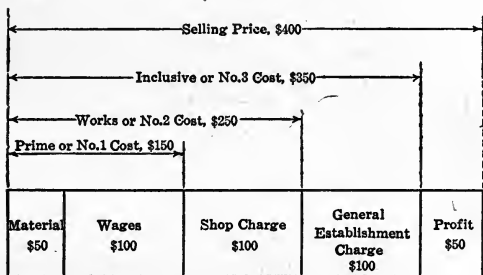 Selling Price, $400
Inclusive or No.3 Cost, $350
Works or No.2 Cost, $250
Prime or No.1 Cost, $150
Material
$50
Wages
$100
Shop Charge
$100
General
Establishment
Charge
$100
Profit
$50